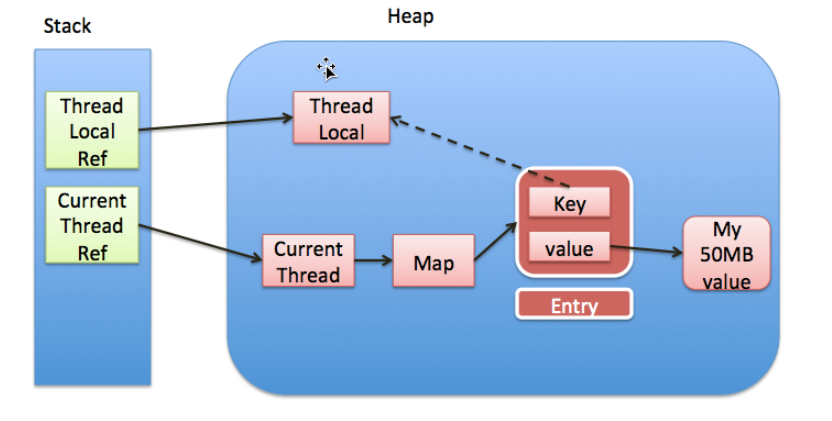 Stack
Heap
Thread
Local
Ref
Thread
Local
Current
Thread
Ref
Key
value
Current
Thread
Map
My
50MB
value
Entry